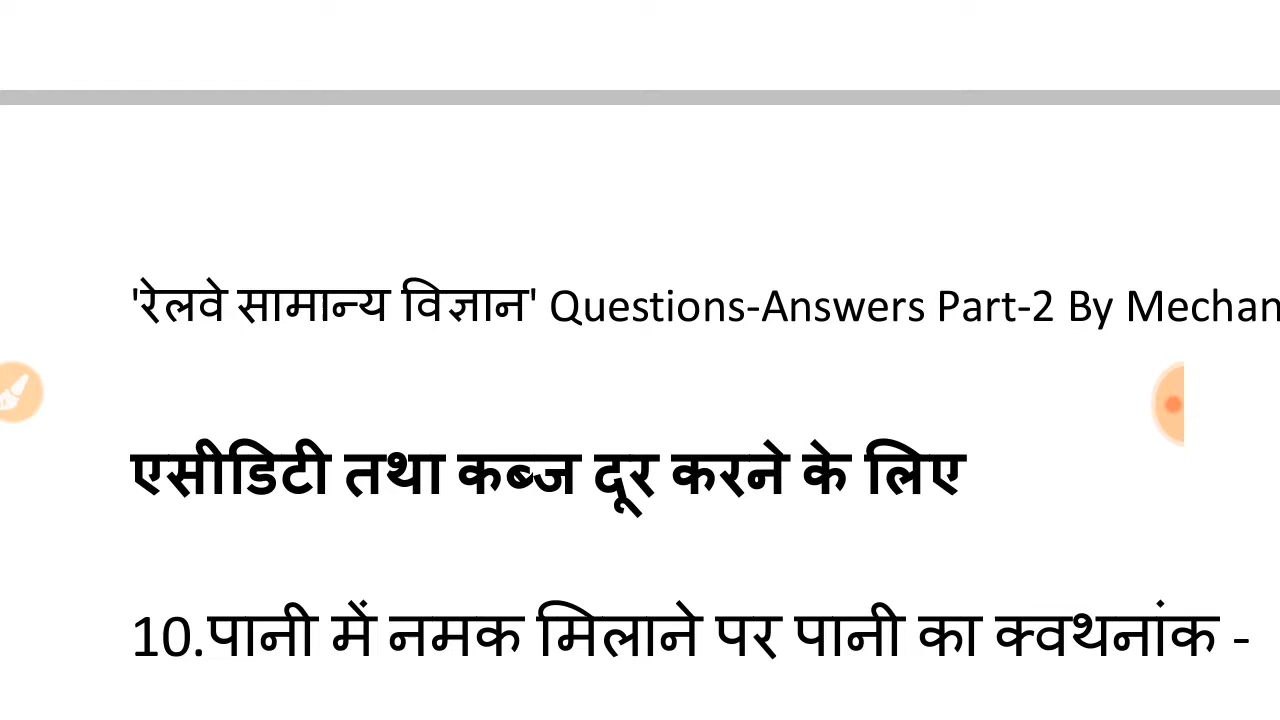 'रेलवे सामान्य विज्ञान' Questions-Answers Part-2 By Mechan
एसीडिटी तथा कब्ज दूर करने के लिए
10.पानी में नमक मिलाने पर पानी का क्वथनांक -